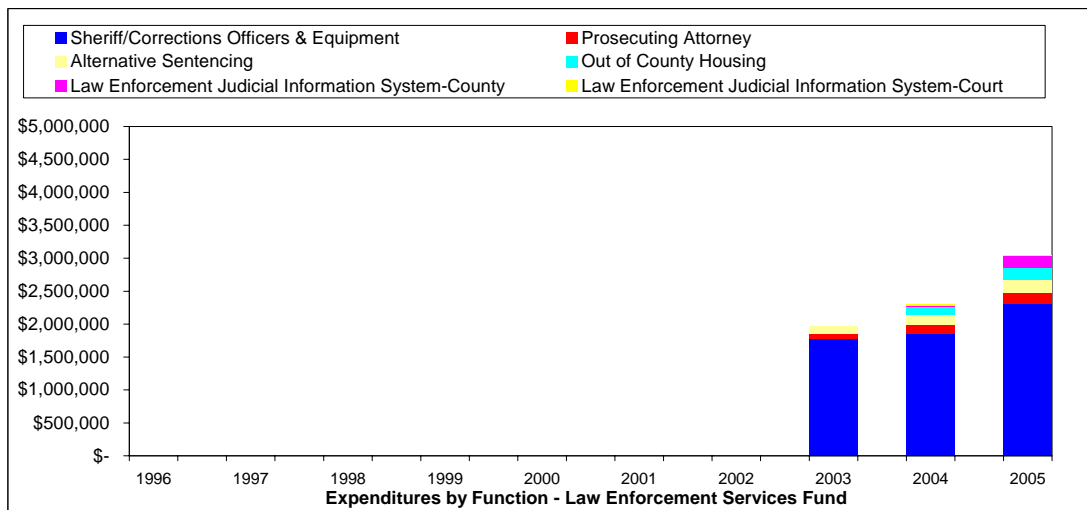 Sheriff/Corrections Officers & Equipment Prosecuting Attorney
Alternative Sentencing Out of County Housing
Law Enforcement Judicial Information System-County Law Enforcement Judicial Information System-Court
$5,000,000
$4,500,000
$4,000,000
$3,500,000
$3,000,000
$2,500,000
$2,000,000
$1,500,000
$1,000,000
$500,000
$-
1996 1997 1998 1999 2000 2001 2002 2003 2004 2005
Expenditures by Function - Law Enforcement Services Fund